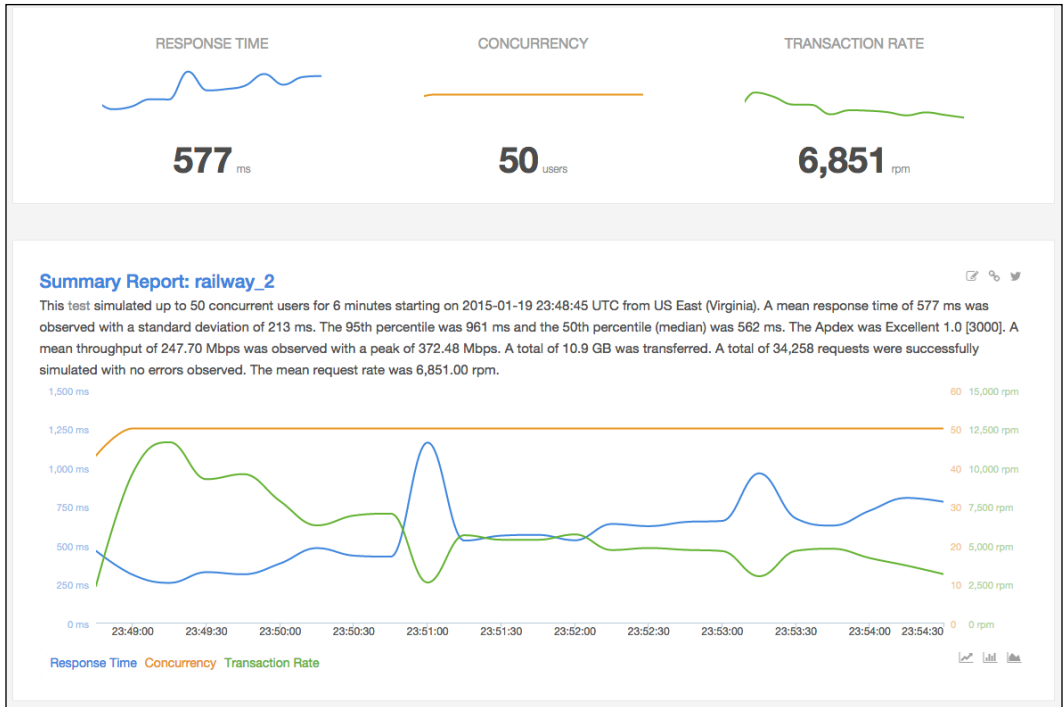 RESPONSE TIME CONCURRENCY TRANSACTION RATE
577 ms 50 users 6,851 rpm
Summary Report: railway_2
This test simulated up to 50 concurrent users for 6 minutes starting on 2015-01-19 23:48:45 UTC from US East (Virginia). A mean response time of 577 ms was
observed with a standard deviation of 213 ms. The 95th percentile was 961 ms and the 50th percentile (median) was 562 ms. The Apdex was Excellent 1.0 [3000]. A
mean throughput of 247.70 Mbps was observed with a peak of 372.48 Mbps. A total of 10.9 GB was transferred. A total of 34,258 requests were successfully
simulated with no errors observed. The mean request rate was 6,851.00 rpm.
1,500 ms 60 15,000 rpm
1,250 ms 50 12,500 rpm
1,000 ms 40 10,000 rpm
750 ms 30 7,500 rpm
500 ms 20 5,000 rpm
250 ms 10 2,500 rpm
0 ms 0 0 rpm
23:49:00 23:49:30 23:50:00 23:50:30 23:51:00 23:51:30 23:52:00 23:52:30 23:53:00 23:53:30 23:54:00 23:54:30
Response Time Concurrency Transaction Rate